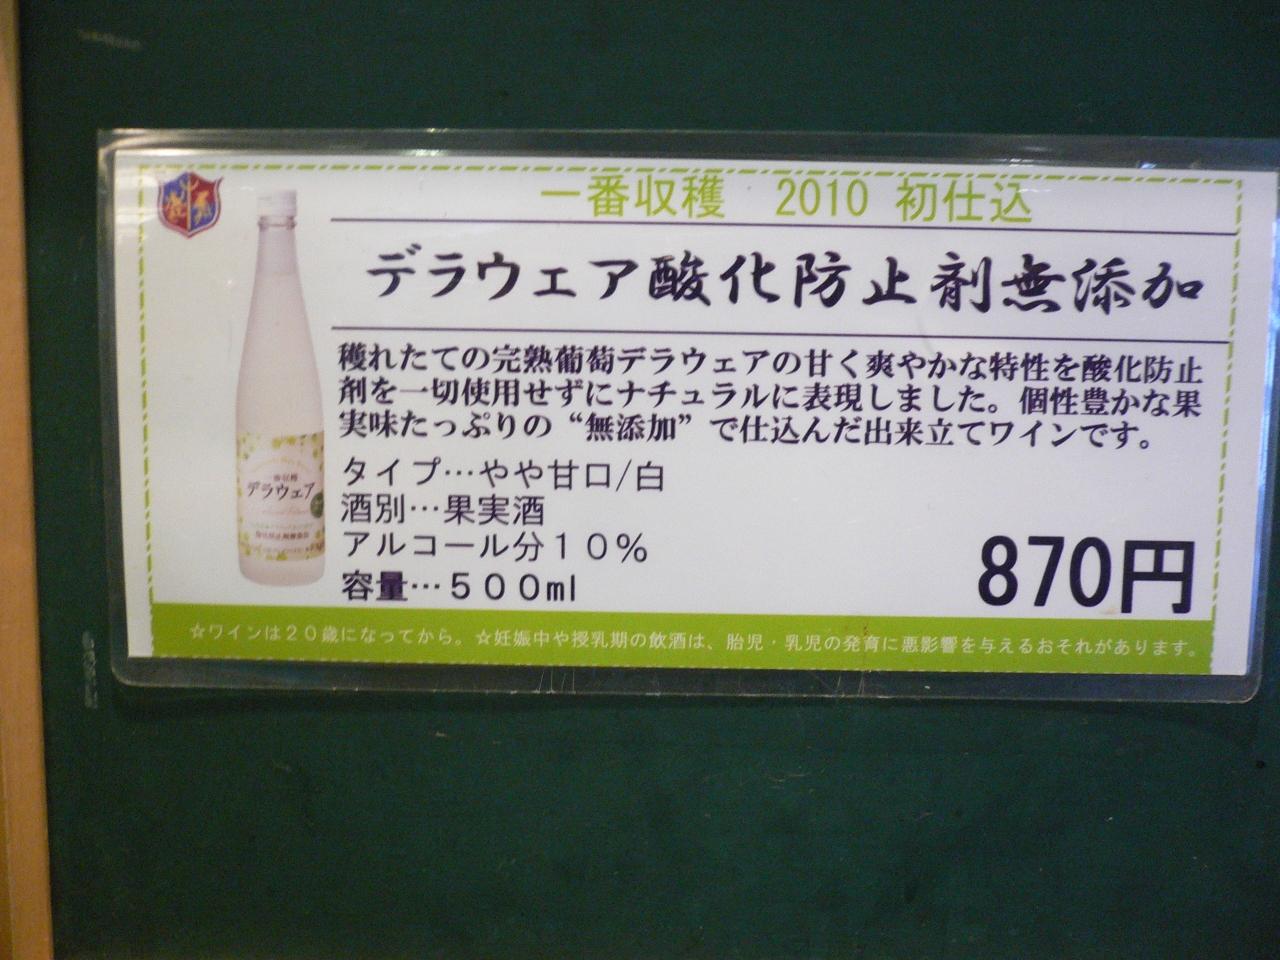 一番収穫 2010 初仕込
デラウェア酸化防止剤無添加
穫れたての完熟葡萄デラウェアの甘く爽やかな特性を酸化防止
剤を一切使用せずにナチュラルに表現しました。個性豊かな果
実味たっぷりの“無添加”で仕込んだ出来立てワインです。
タイプ…やや甘口/白
酒別…果実酒
アルコール分10%
容量…500ml
870円
☆ワインは20歳になってから。☆妊娠中や授乳期の飲酒は、胎児・乳児の発育に悪影響を与えるおそれがあります。
一番収穫
デラウェア